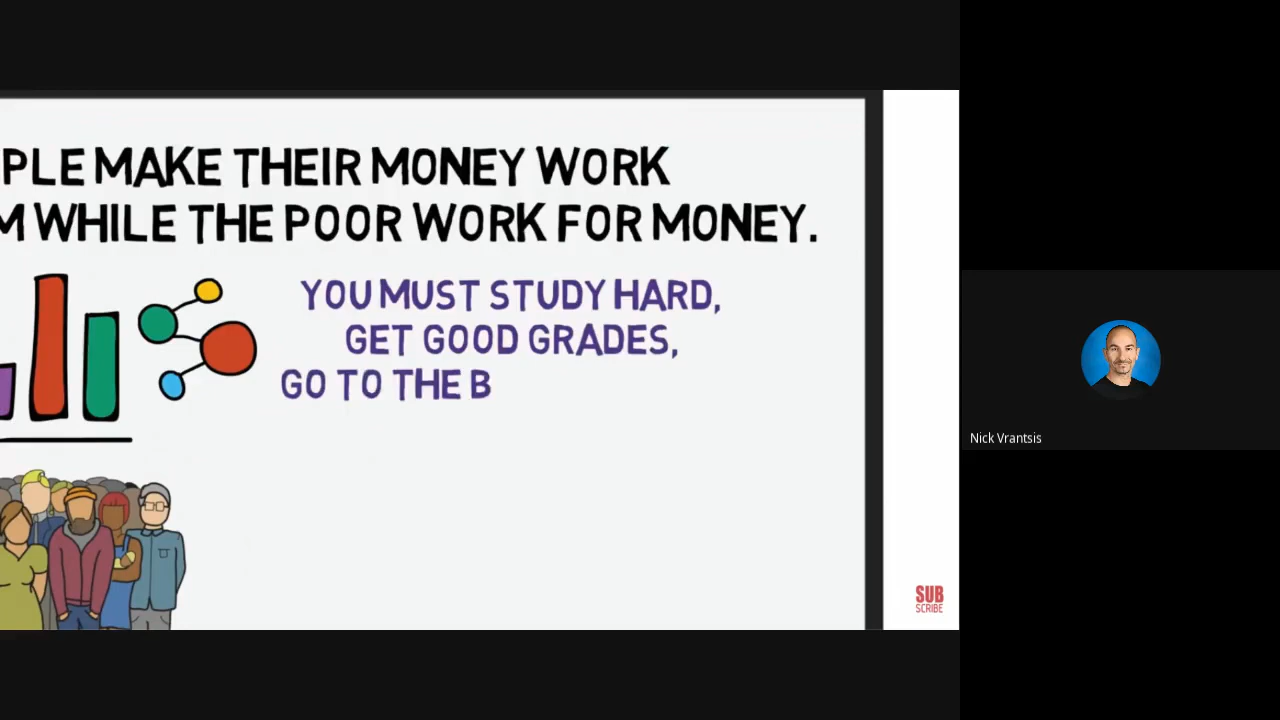 PLE MAKE THEIR MONEY WORK
M WHILE THE POOR WORK FOR MONEY.
YOU MUST STUDY HARD,
GET GOOD GRADES,
GO TO THE B
Nick Vrantsis
SUB
SCRIBE